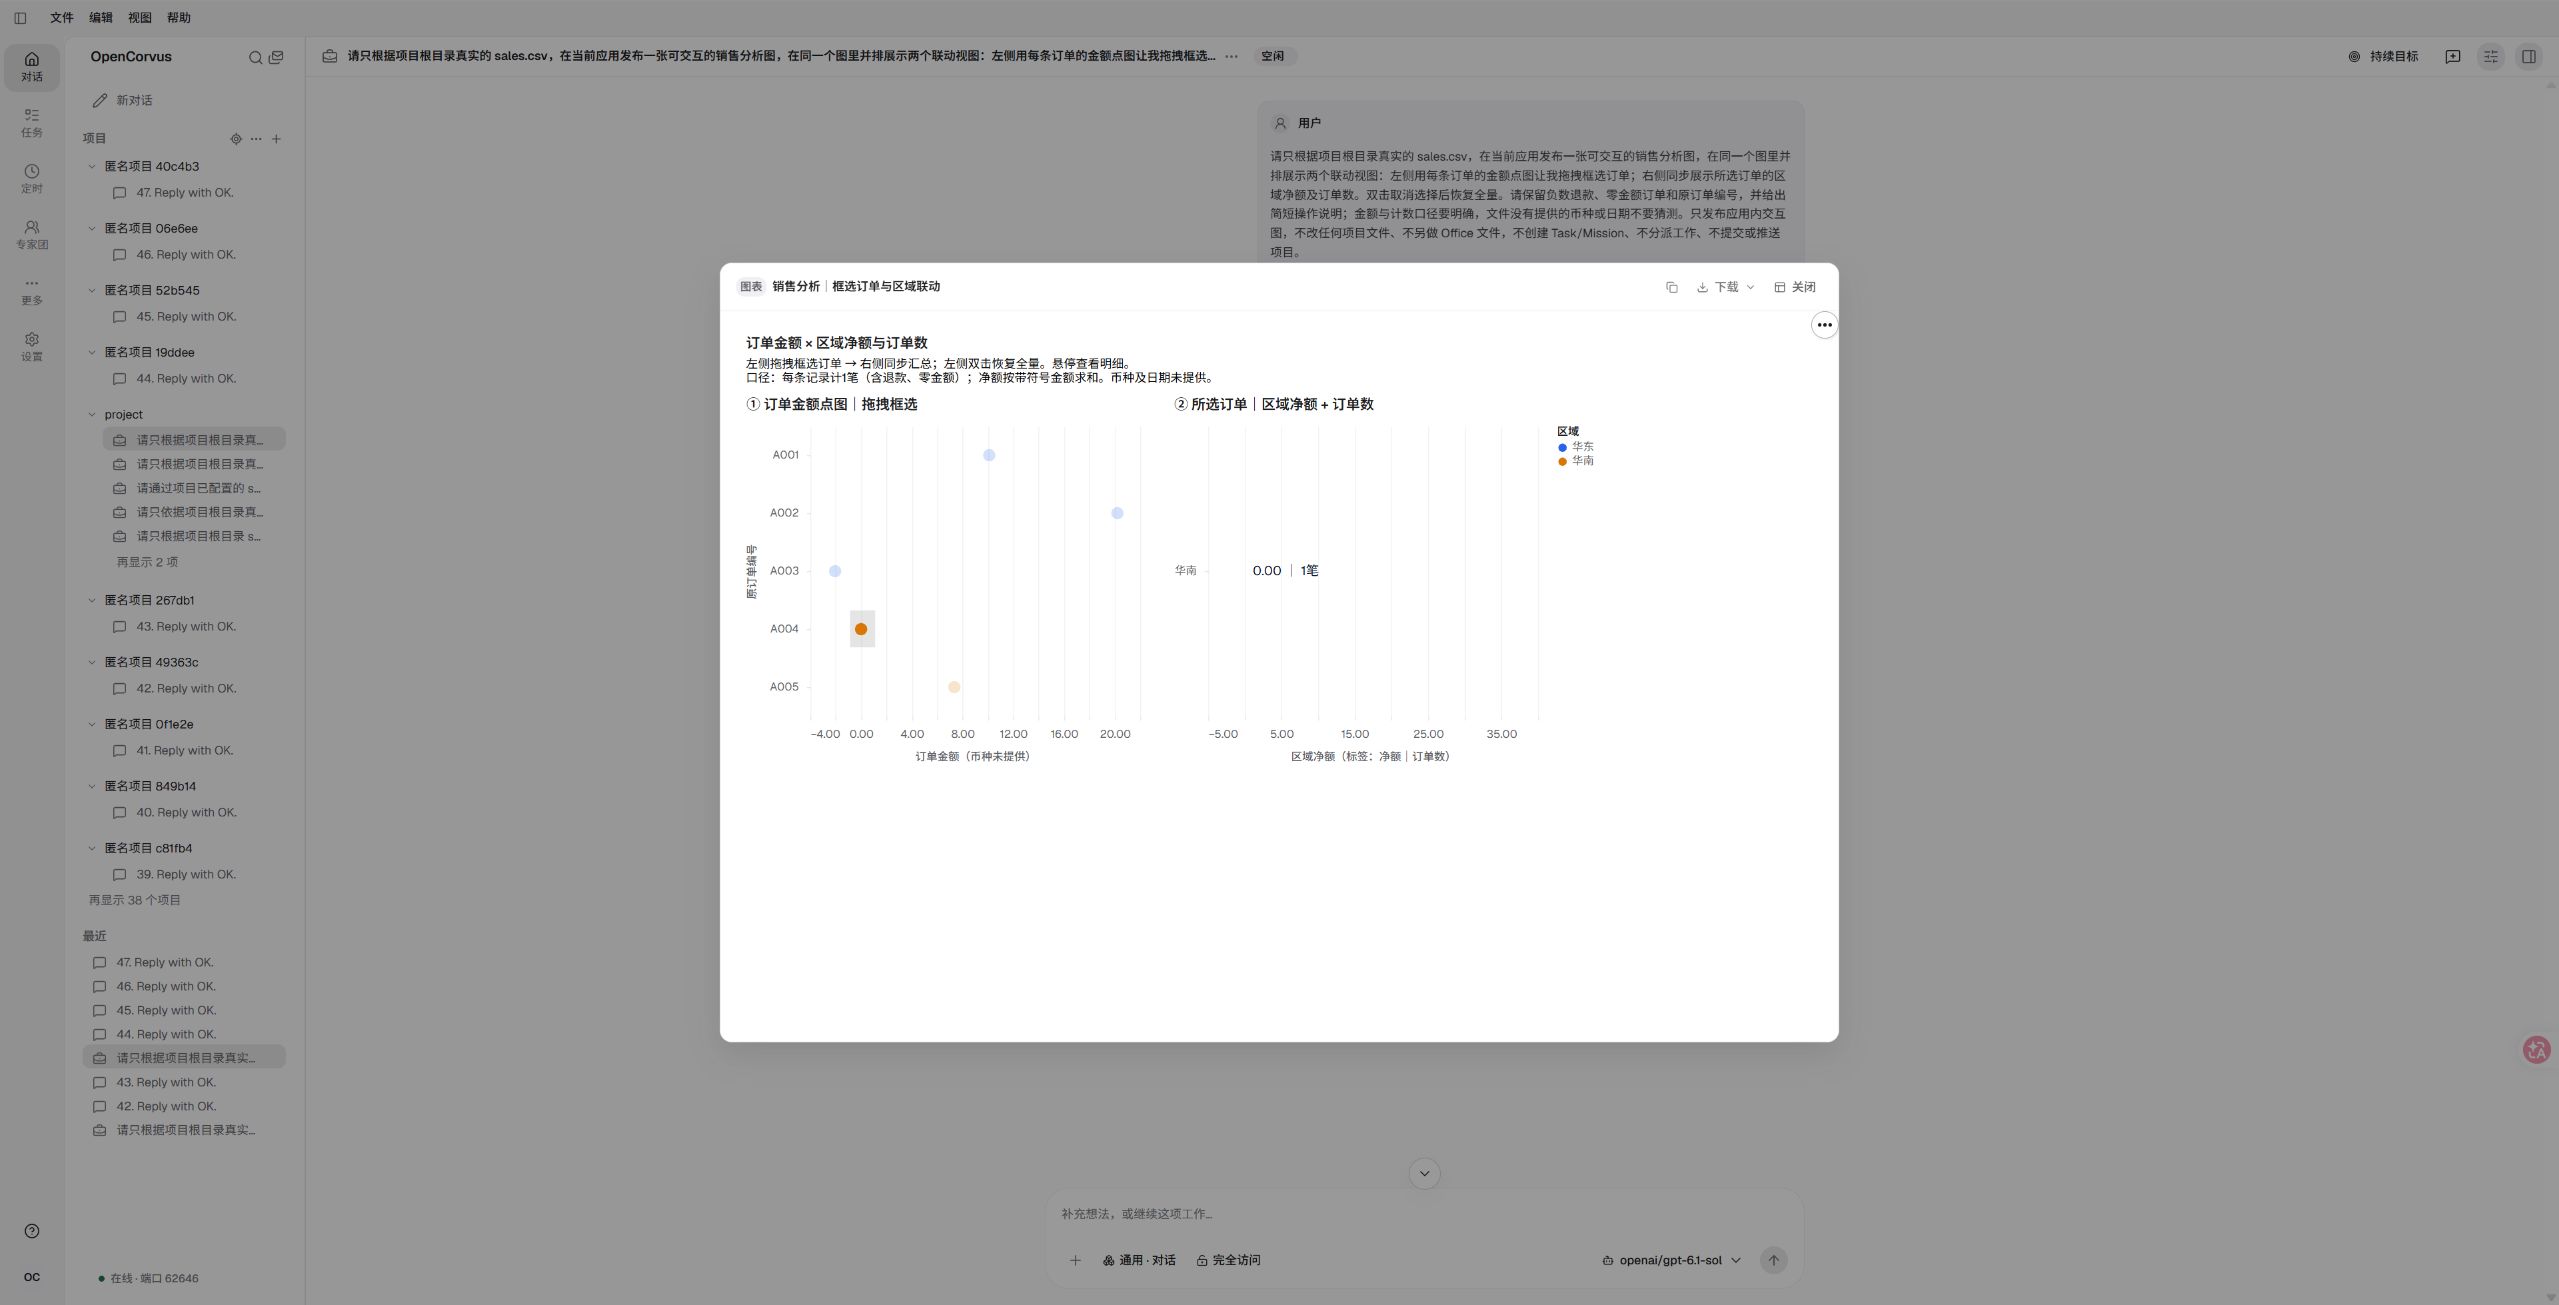 文件 编辑 视图 帮助
对话
任务
定时
专家团
更多
设置
OC
OpenCorvus
新对话
项目
匿名项目 40c4b3
47. Reply with OK.
匿名项目 06e6ee
46. Reply with OK.
匿名项目 52b545
45. Reply with OK.
匿名项目 19ddee
44. Reply with OK.
project
请只根据项目根目录真...
请只根据项目根目录真...
请通过项目已配置的 s...
请只依据项目根目录真...
请只根据项目根目录 s...
再显示 2 项
匿名项目 267db1
43. Reply with OK.
匿名项目 49363c
42. Reply with OK.
匿名项目 0f1e2e
41. Reply with OK.
匿名项目 849b14
40. Reply with OK.
匿名项目 c81fb4
39. Reply with OK.
再显示 38 个项目
最近
47. Reply with OK.
46. Reply with OK.
45. Reply with OK.
44. Reply with OK.
请只根据项目根目录真实...
43. Reply with OK.
42. Reply with OK.
请只根据项目根目录真实...
在线 · 端口 62646
请只根据项目根目录真实的 sales.csv，在当前应用发布一张可交互的销售分析图，在同一个图里并排展示两个联动视图：左侧用每条订单的金额点图让我拖拽框选... 空闲
持续目标
用户
请只根据项目根目录真实的 sales.csv，在当前应用发布一张可交互的销售分析图，在同一个图里并
排展示两个联动视图：左侧用每条订单的金额点图让我拖拽框选订单；右侧同步展示所选订单的区
域净额及订单数。双击取消选择后恢复全量。请保留负数退款、零金额订单和原订单编号，并给出
简短操作说明；金额与计数口径要明确，文件没有提供的币种或日期不要猜测。只发布应用内交互
图，不改任何项目文件、不另做 Office 文件，不创建 Task/Mission、不分派工作、不提交或推送
项目。
图表 销售分析｜框选订单与区域联动
下载 关闭
订单金额 × 区域净额与订单数
左侧拖拽框选订单 → 右侧同步汇总；左侧双击恢复全量。悬停查看明细。
口径：每条记录计1笔（含退款、零金额）；净额按带符号金额求和。币种及日期未提供。
① 订单金额点图｜拖拽框选
原订单编号
A001
A002
A003
A004
A005
−4.00 0.00 4.00 8.00 12.00 16.00 20.00
订单金额（币种未提供）
② 所选订单｜区域净额 + 订单数
华南 0.00 ｜ 1笔
−5.00 5.00 15.00 25.00 35.00
区域净额（标签：净额｜订单数）
区域
华东
华南
补充想法，或继续这项工作...
通用 · 对话 完全访问 openai/gpt-6.1-sol